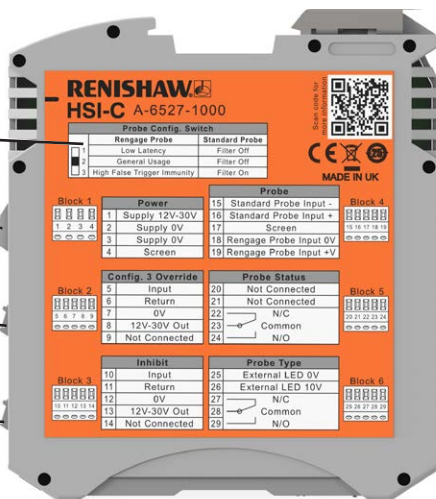 RENISHAW
HSI-C A-6527-1000
Scan code for
more information
MADE IN UK
Probe Config. Switch
Rengage Probe Standard Probe
1 Low Latency Filter Off
2 General Usage Filter Off
3 High False Trigger Immunity Filter On
Block 1
1 2 3 4
Power
1 Supply 12V-30V
2 Supply 0V
3 Supply 0V
4 Screen
Probe
15 Standard Probe Input -
16 Standard Probe Input +
17 Screen
18 Rengage Probe Input 0V
19 Rengage Probe Input +V
Block 4
15 16 17 18 19
Block 2
5 6 7 8 9
Config. 3 Override
5 Input
6 Return
7 0V
8 12V-30V Out
9 Not Connected
Probe Status
20 Not Connected
21 Not Connected
22 N/C
23 Common
24 N/O
Block 5
20 21 22 23 24
Block 3
10 11 12 13 14
Inhibit
10 Input
11 Return
12 0V
13 12V-30V Out
14 Not Connected
Probe Type
25 External LED 0V
26 External LED 10V
27 N/C
28 Common
29 N/O
Block 6
25 26 27 28 29